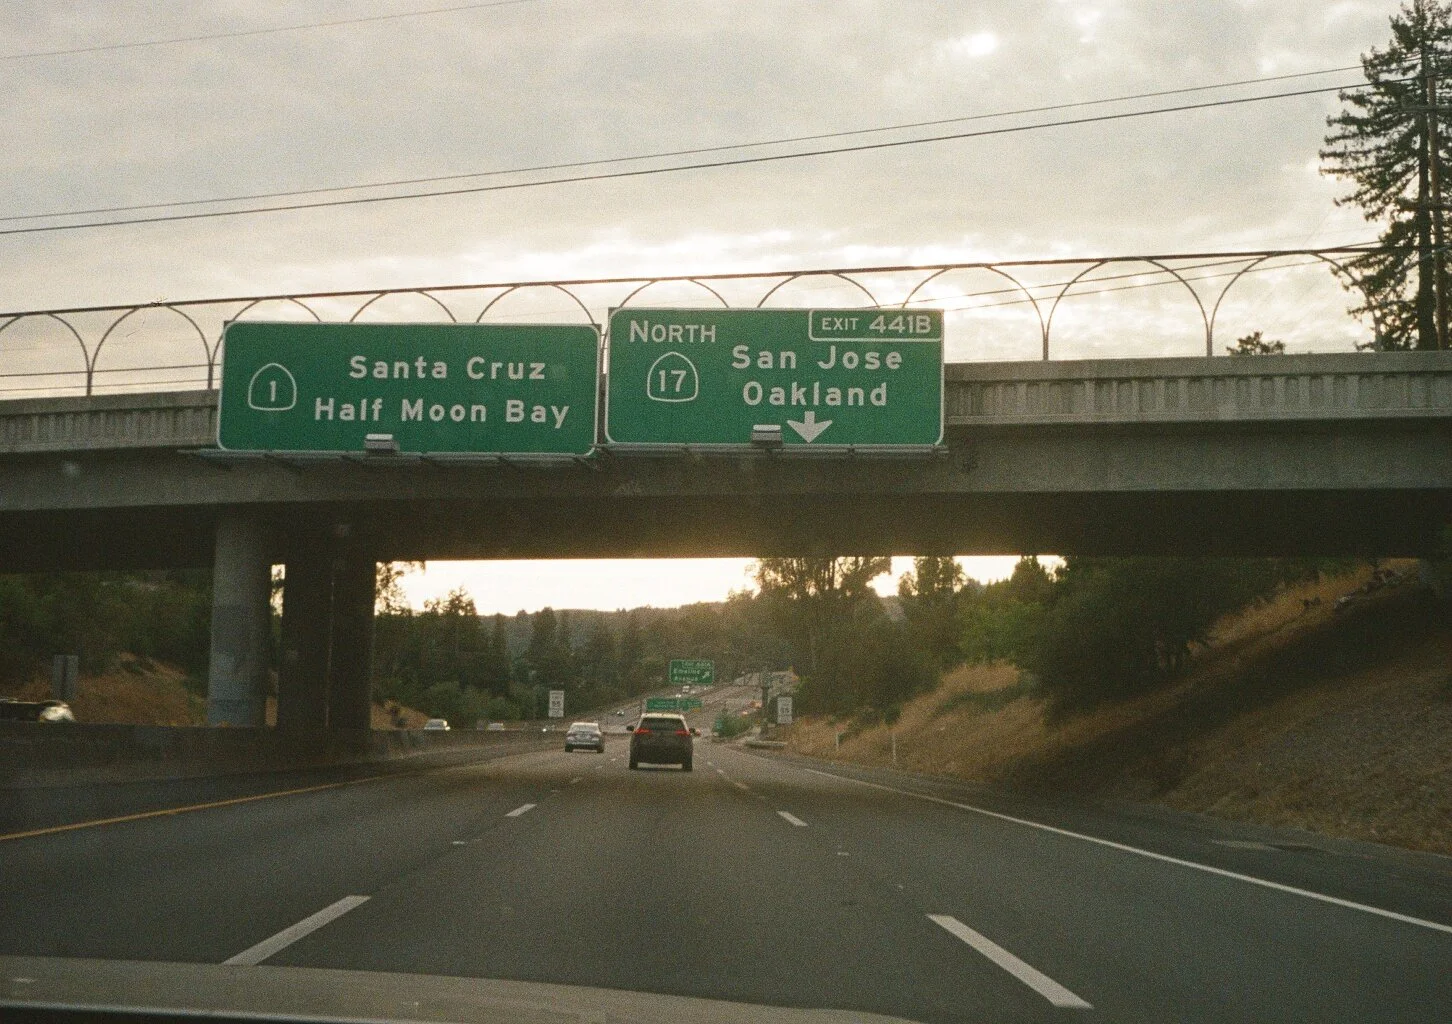 1
Santa Cruz
Half Moon Bay
NORTH
EXIT 441B
17
San Jose
Oakland